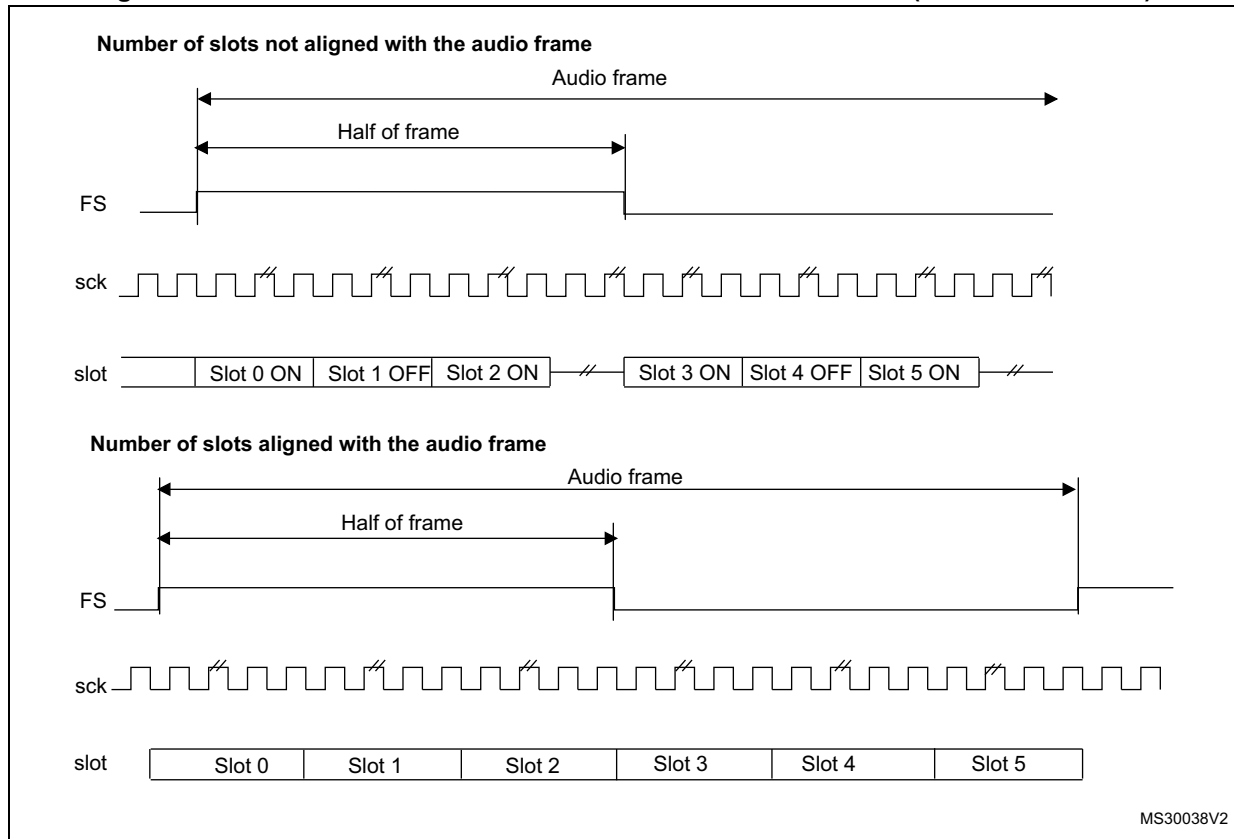 Number of slots not aligned with the audio frame
Audio frame
Half of frame
FS
sck
slot
Slot 0 ON
Slot 1 OFF
Slot 2 ON
Slot 3 ON
Slot 4 OFF
Slot 5 ON
Number of slots aligned with the audio frame
Audio frame
Half of frame
FS
sck
slot
Slot 0
Slot 1
Slot 2
Slot 3
Slot 4
Slot 5
MS30038V2